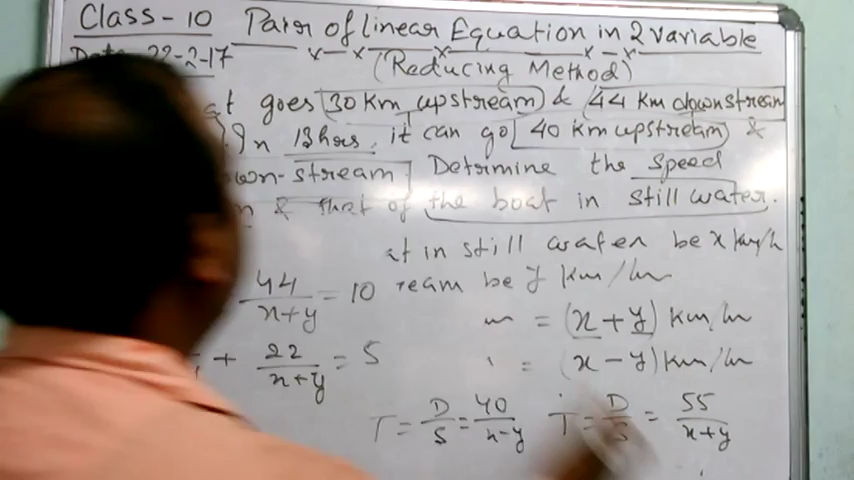 Class - 10 Pair of linear Equation in 2 variable
Date 22-2-17 (Reducing Method)
at goes 30 km upstream & 44 km downstream
In 13 hrs. it can go 40 km upstream &
own-stream. Determine the speed
& that of the boat in still water.
at in still water be x km/h
ream be y km/hr
44/(x+y) = 10
= (x + y) km/hr
+ 22/(x+y) = 5
= (x - y) km/hr
T = D/S = 40/(x-y) T = D/S = 55/(x+y)